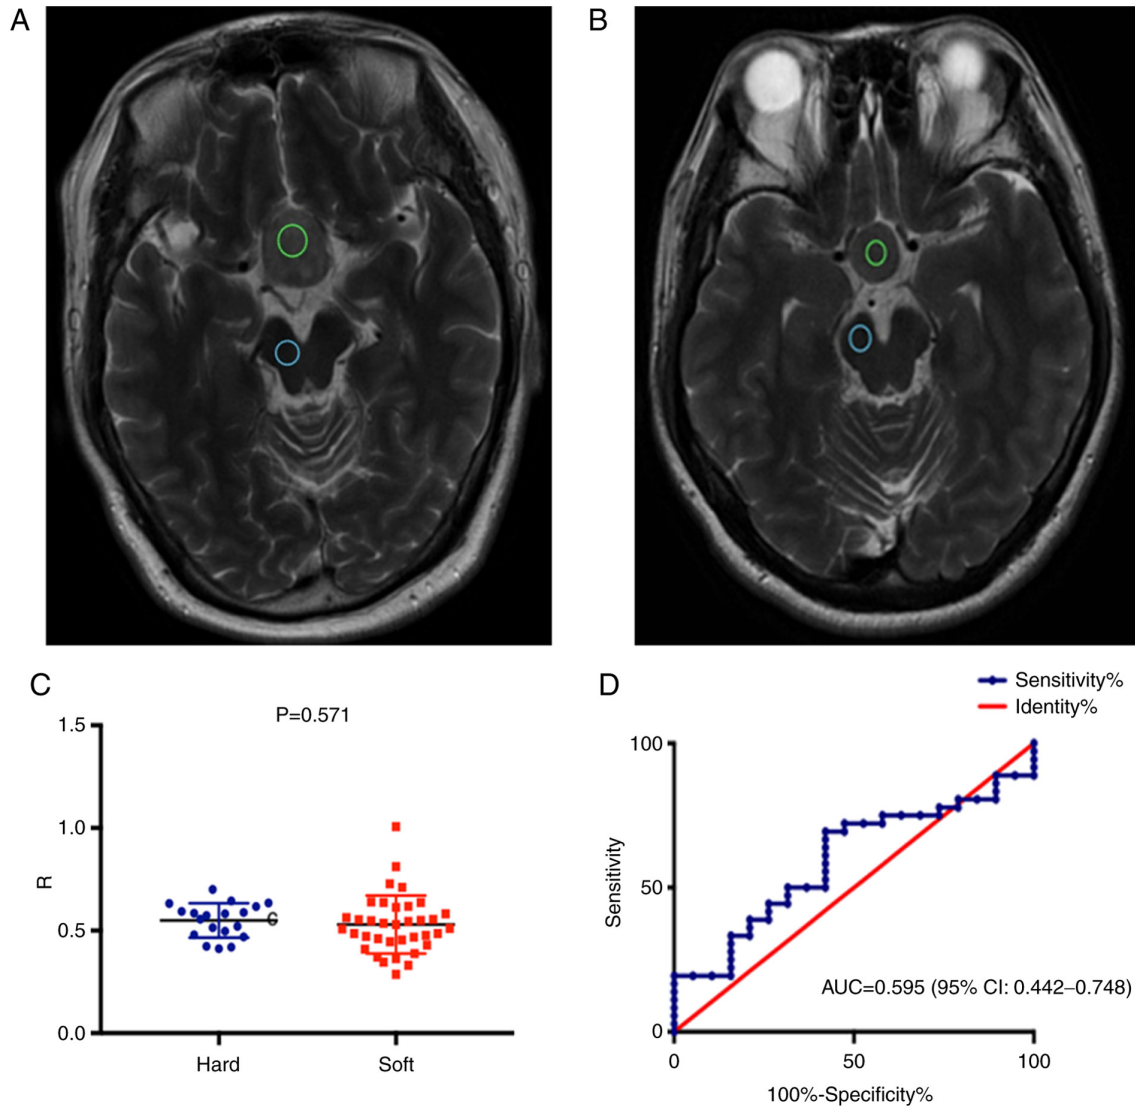 A
B
C
P=0.571
1.5
1.0
0.5
0.0
R
C
Hard
Soft
D
Sensitivity%
Identity%
100
50
0
Sensitivity
AUC=0.595 (95% CI: 0.442–0.748)
0
50
100
100%-Specificity%